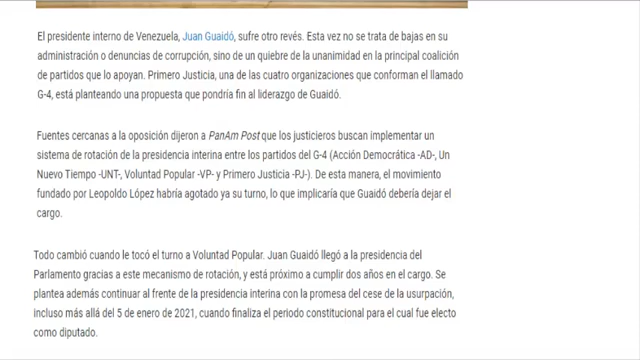 El presidente interno de Venezuela, Juan Guaidó, sufre otro revés. Esta vez no se trata de bajas en su
administración o denuncias de corrupción, sino de un quiebre de la unanimidad en la principal coalición
de partidos que lo apoyan. Primero Justicia, una de las cuatro organizaciones que conforman el llamado
G-4, está planteando una propuesta que pondría fin al liderazgo de Guaidó.
Fuentes cercanas a la oposición dijeron a PanAm Post que los justicieros buscan implementar un
sistema de rotación de la presidencia interina entre los partidos del G-4 (Acción Democrática -AD-, Un
Nuevo Tiempo -UNT-, Voluntad Popular -VP- y Primero Justicia -PJ-). De esta manera, el movimiento
fundado por Leopoldo López habría agotado ya su turno, lo que implicaría que Guaidó debería dejar el
cargo.
Todo cambió cuando le tocó el turno a Voluntad Popular. Juan Guaidó llegó a la presidencia del
Parlamento gracias a este mecanismo de rotación, y está próximo a cumplir dos años en el cargo. Se
plantea además continuar al frente de la presidencia interina con la promesa del cese de la usurpación,
incluso más allá del 5 de enero de 2021, cuando finaliza el periodo constitucional para el cual fue electo
como diputado.